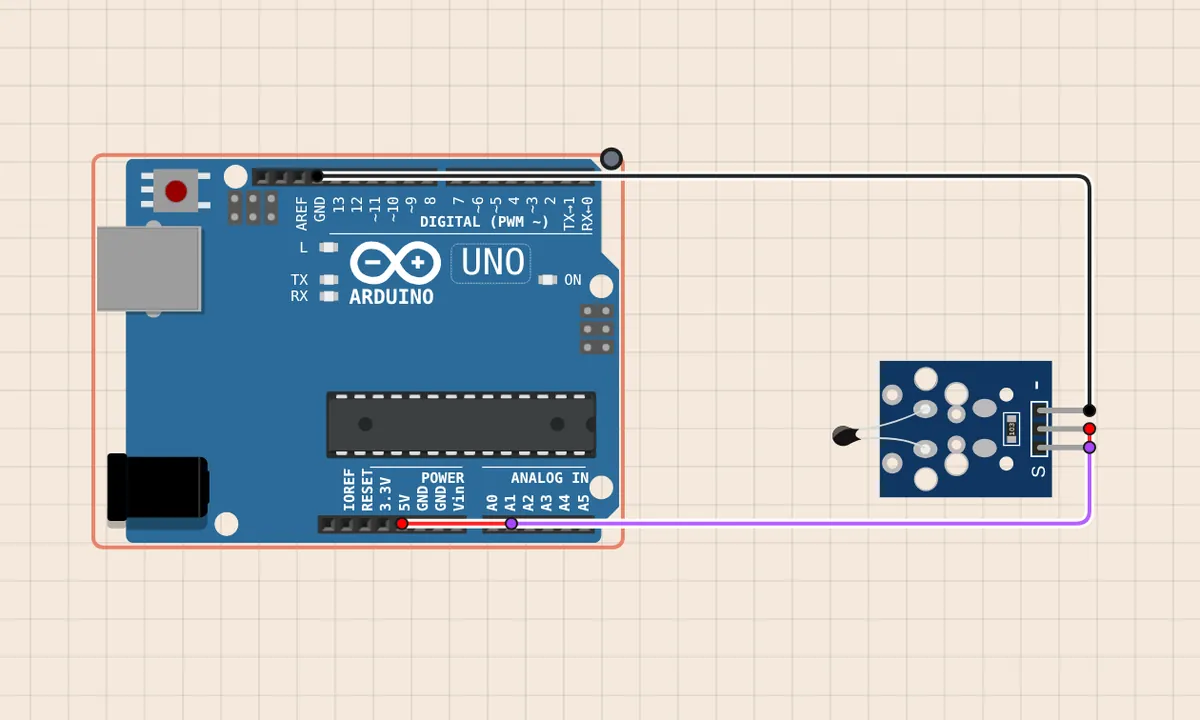 AREF
GND
13
12
~11
~10
~9
8
7
~6
~5
4
~3
2
TX→1
RX←0
DIGITAL (PWM ~)
L
TX
RX
UNO
ON
ARDUINO
-
103
S
IOREF
RESET
3.3V
5V
GND
GND
Vin
POWER
ANALOG IN
A0
A1
A2
A3
A4
A5